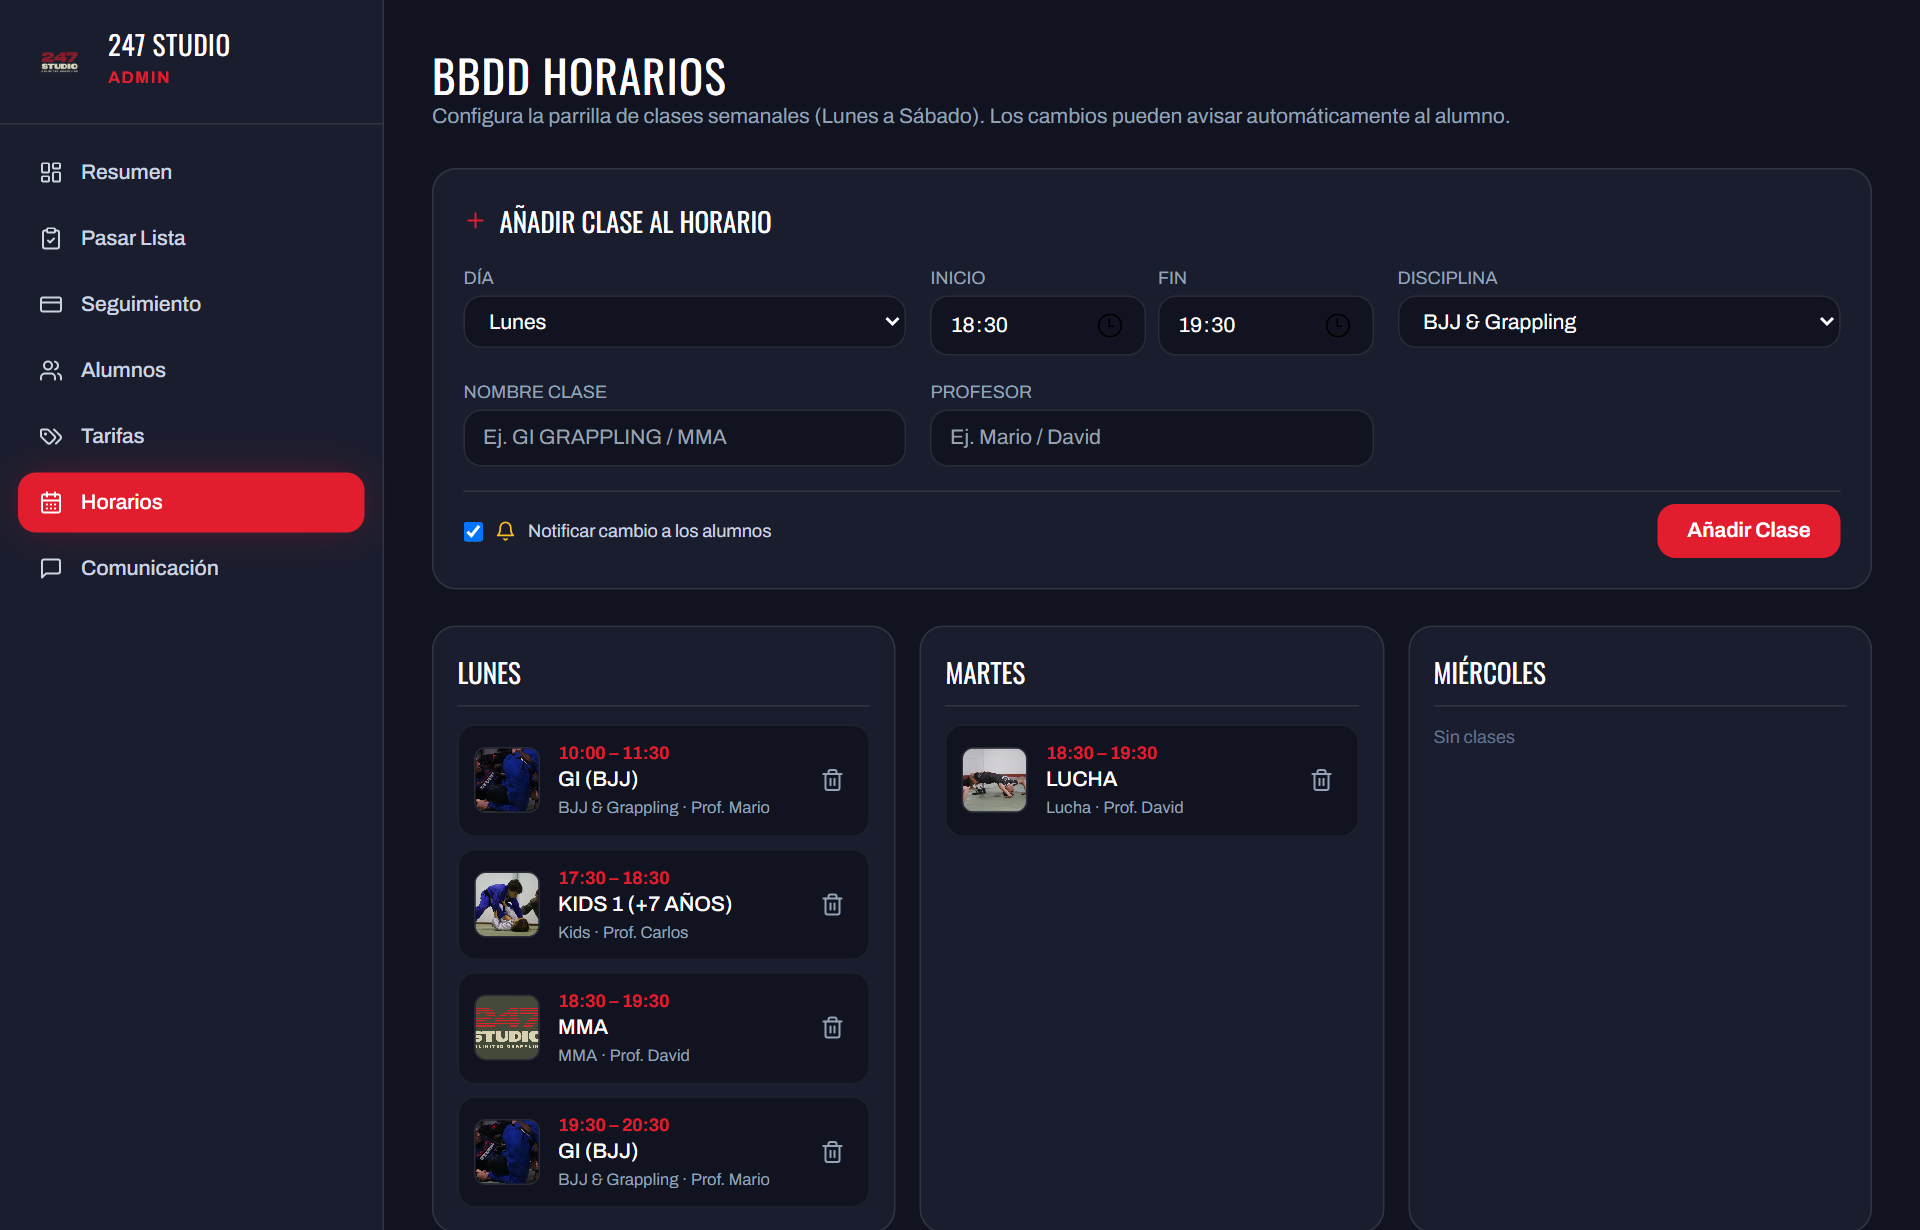 247
STUDIO
247 STUDIO
ADMIN
Resumen
Pasar Lista
Seguimiento
Alumnos
Tarifas
Horarios
Comunicación
BBDD HORARIOS
Configura la parrilla de clases semanales (Lunes a Sábado). Los cambios pueden avisar automáticamente al alumno.
+ AÑADIR CLASE AL HORARIO
DÍA
Lunes
INICIO
18:30
FIN
19:30
DISCIPLINA
BJJ & Grappling
NOMBRE CLASE
Ej. GI GRAPPLING / MMA
PROFESOR
Ej. Mario / David
Notificar cambio a los alumnos
Añadir Clase
LUNES
10:00 – 11:30
GI (BJJ)
BJJ & Grappling · Prof. Mario
17:30 – 18:30
KIDS 1 (+7 AÑOS)
Kids · Prof. Carlos
247
STUDIO
18:30 – 19:30
MMA
MMA · Prof. David
19:30 – 20:30
GI (BJJ)
BJJ & Grappling · Prof. Mario
MARTES
18:30 – 19:30
LUCHA
Lucha · Prof. David
MIÉRCOLES
Sin clases